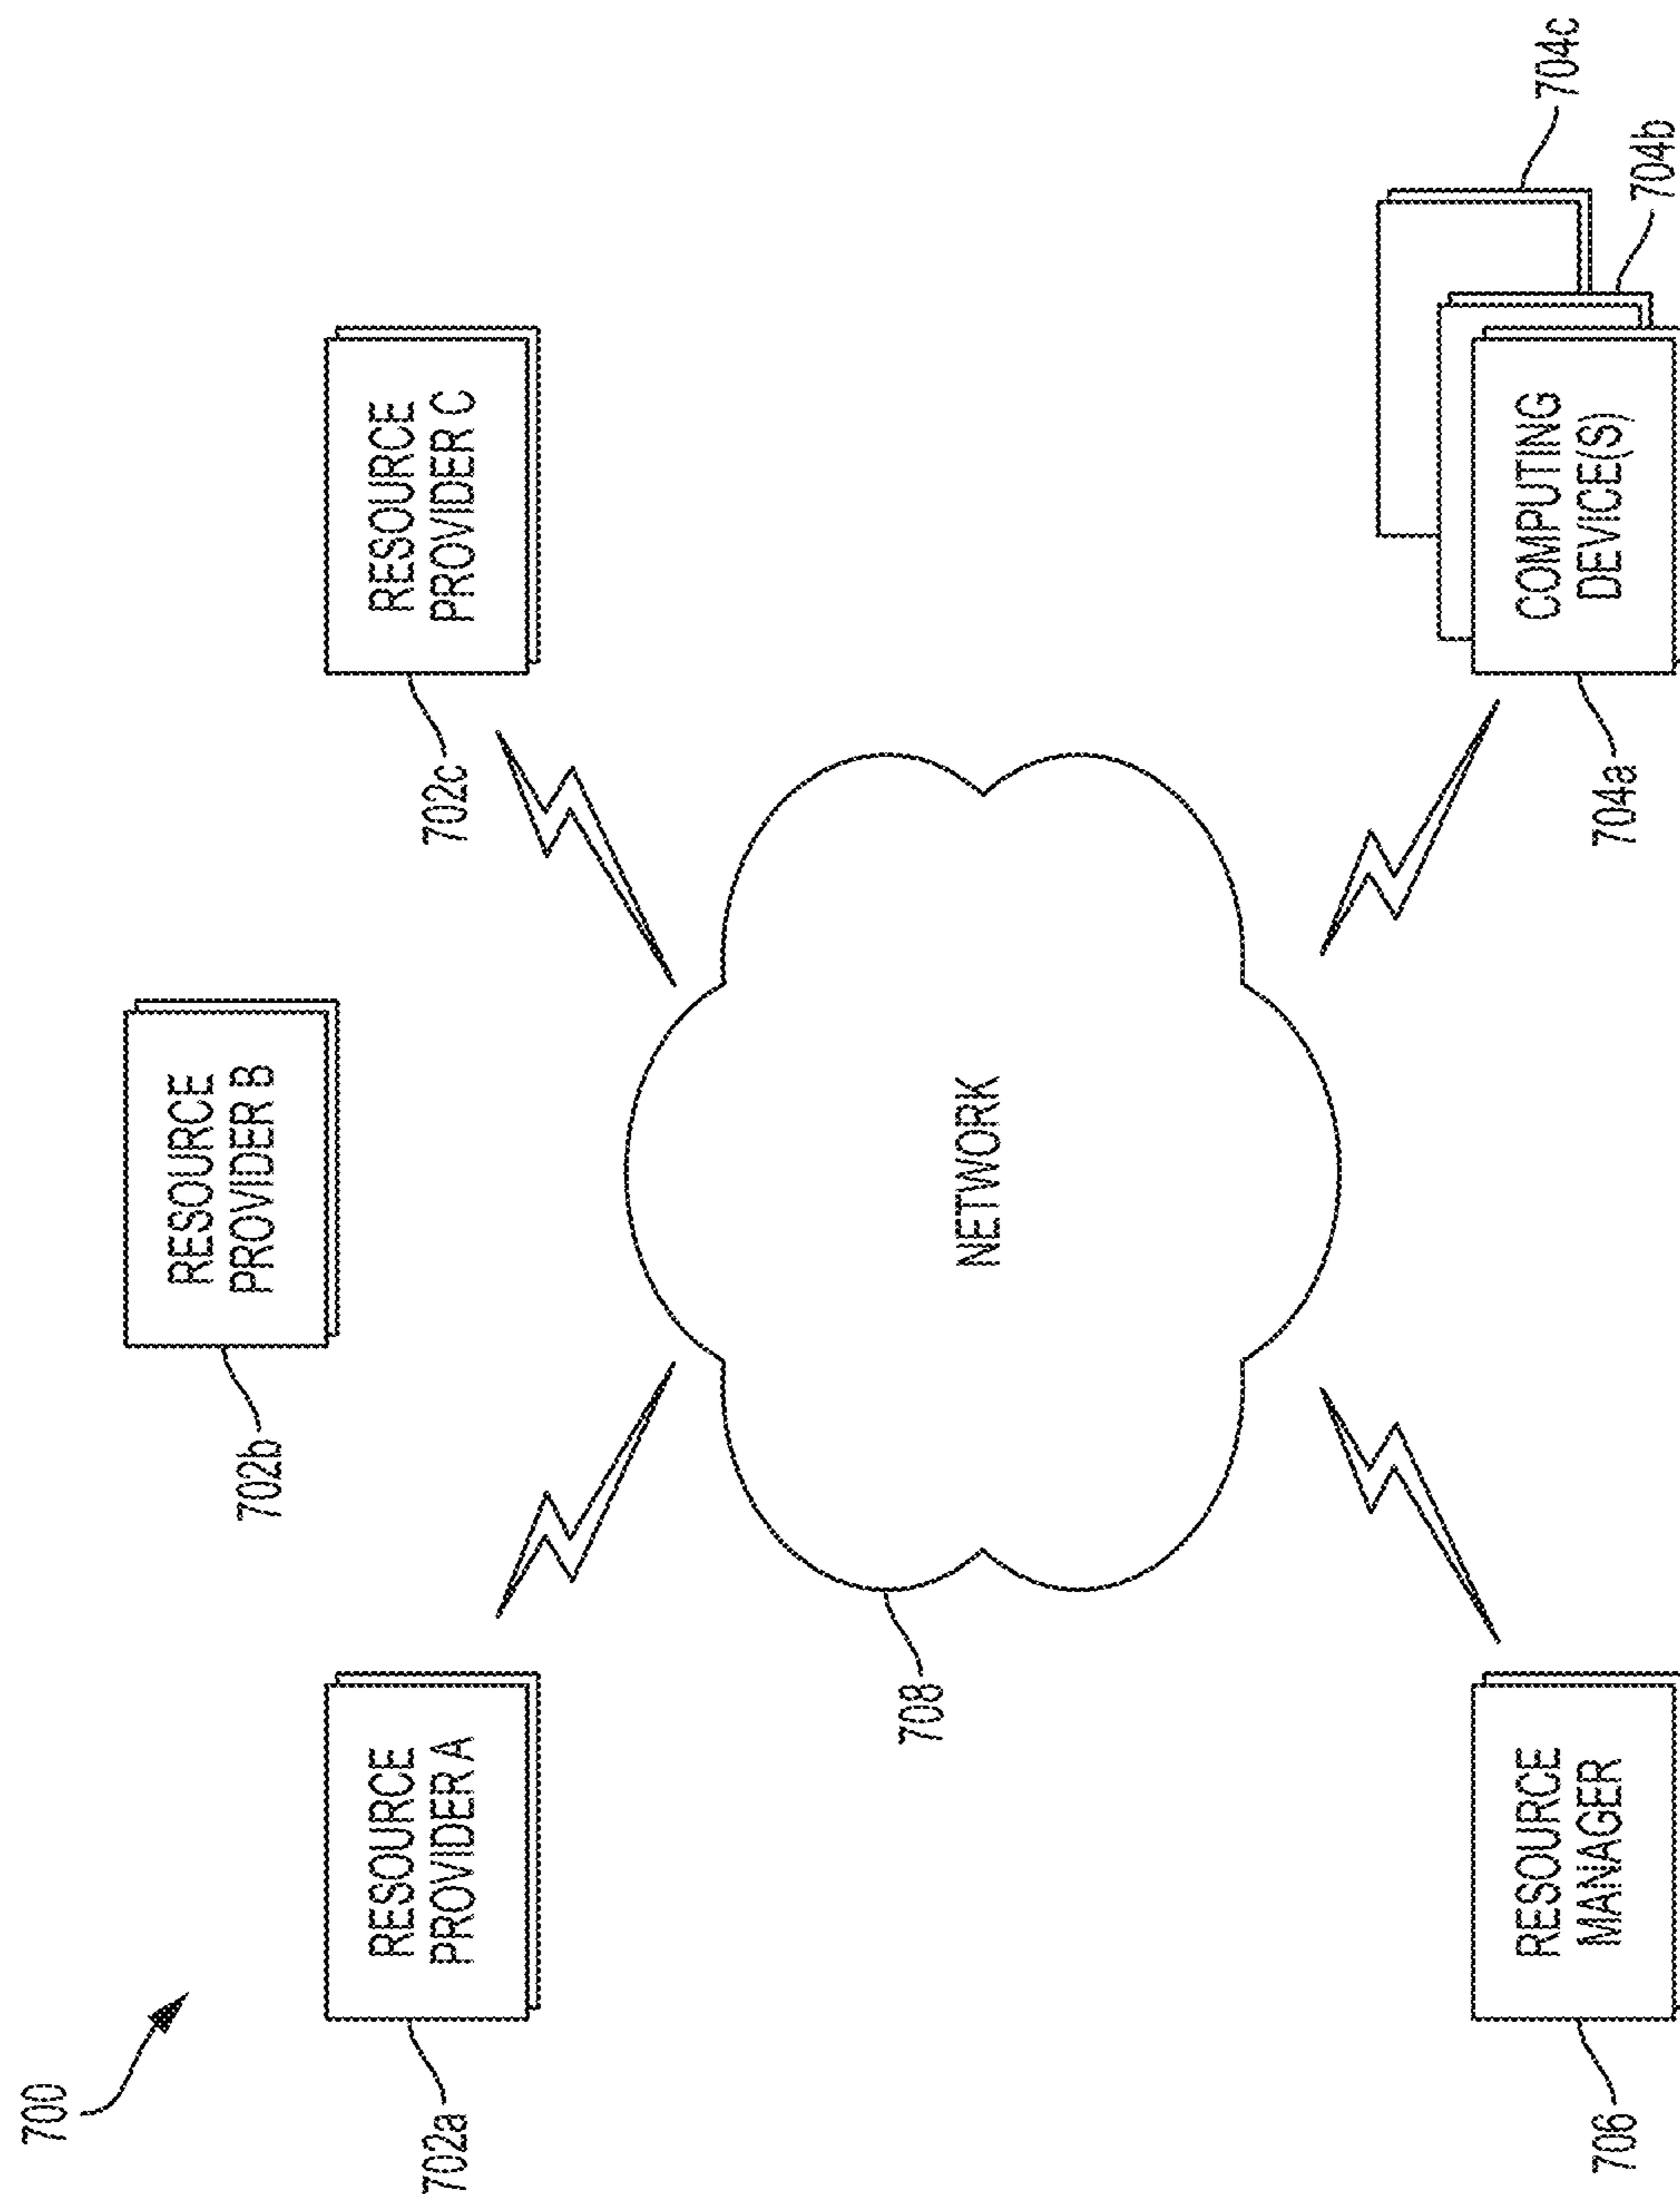 700
RESOURCE
PROVIDER B
702b
RESOURCE
PROVIDER A
702a
RESOURCE
PROVIDER C
702c
NETWORK
708
RESOURCE
MANAGER
706
COMPUTING
DEVICE(S)
704a
704b
704c